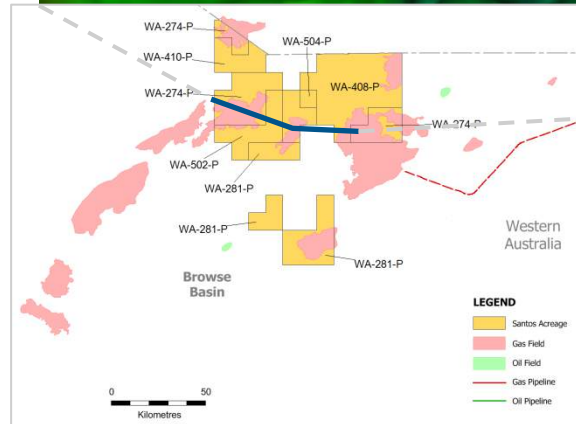 WA-274-P
WA-504-P
WA-410-P
WA-274-P
WA-408-P
WA-274-P
WA-502-P
WA-281-P
WA-281-P
WA-281-P
Western
Australia
Browse
Basin
LEGEND
Santos Acreage
Gas Field
Oil Field
Gas Pipeline
Oil Pipeline
0 50
Kilometres